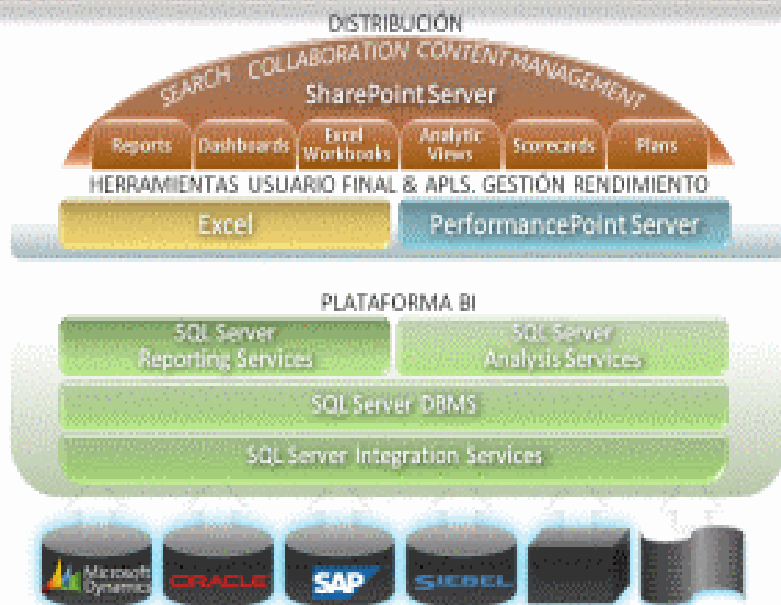 DISTRIBUCIÓN
SEARCH COLLABORATION CONTENT MANAGEMENT
SharePoint Server
Reports
Dashboards
Excel
Workbooks
Analytic
Views
Scorecards
Plans
HERRAMIENTAS USUARIO FINAL & APLS. GESTIÓN RENDIMIENTO
Excel
PerformancePoint Server
PLATAFORMA BI
SQL Server
Reporting Services
SQL Server
Analysis Services
SQL Server DBMS
SQL Server Integration Services
Microsoft
Dynamics
ORACLE
SAP
SIEBEL